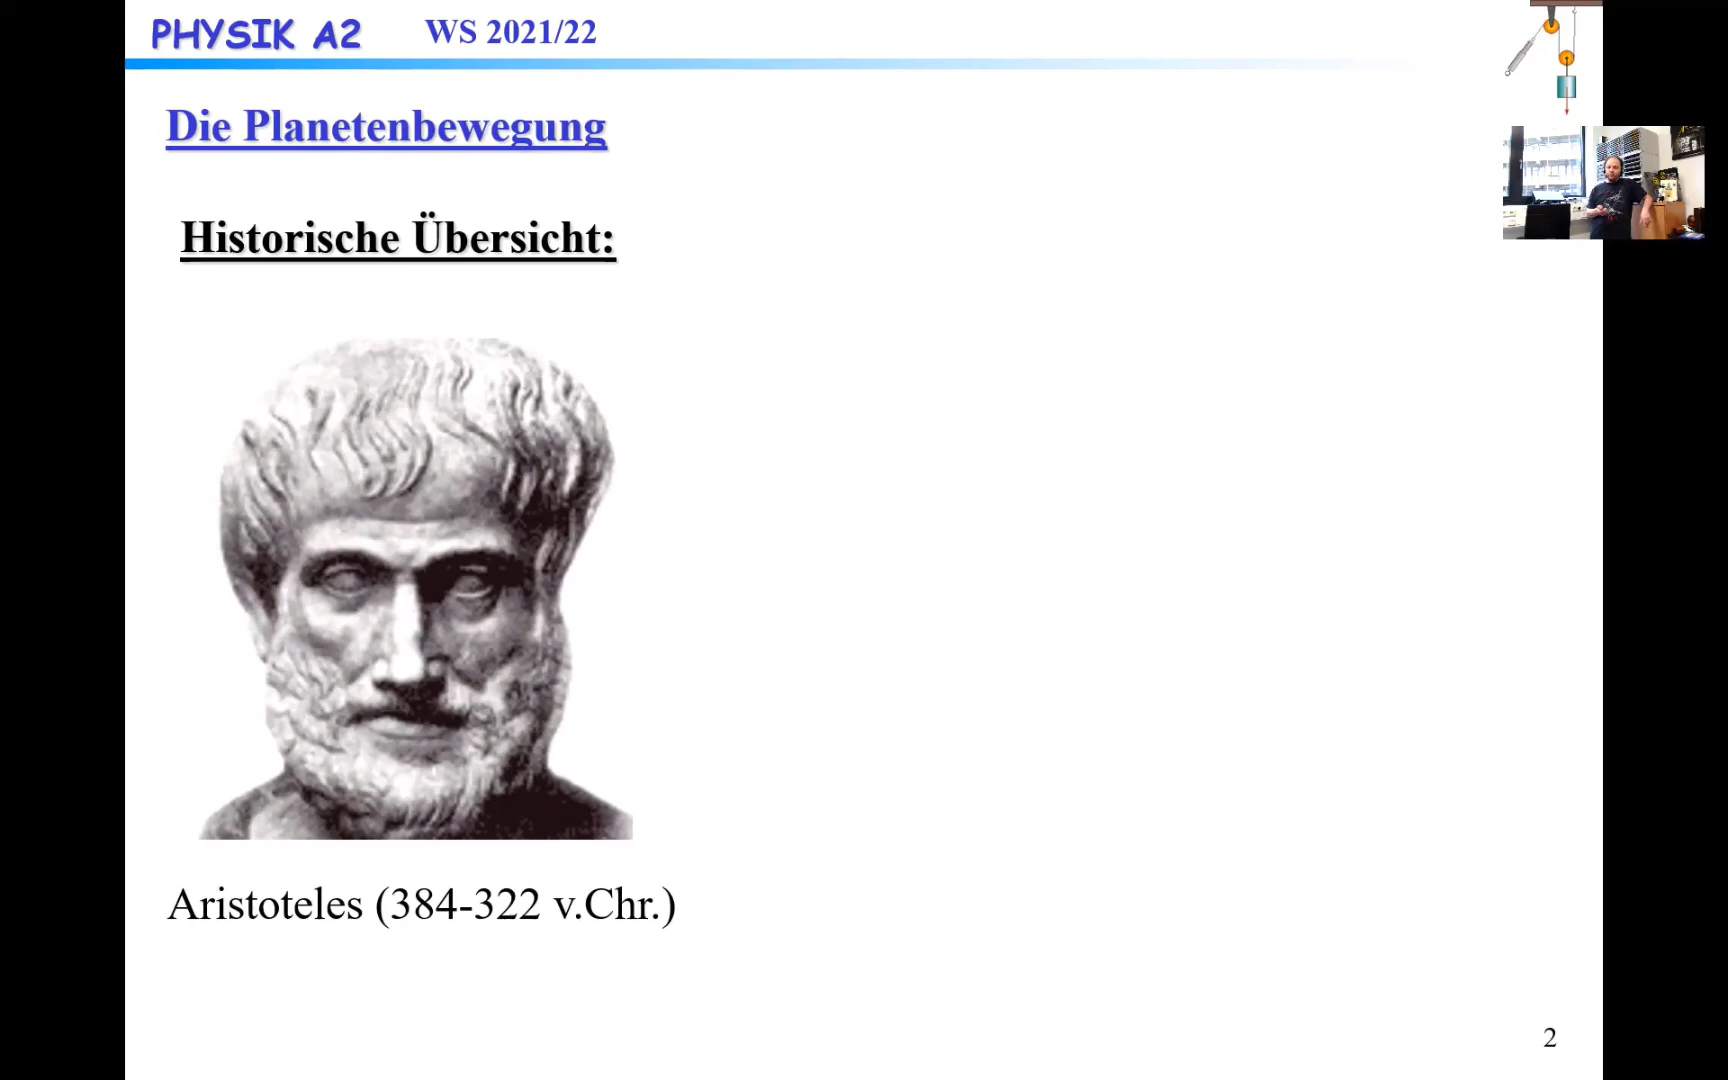 PHYSIK A2 WS 2021/22
Die Planetenbewegung
Historische Übersicht:
Aristoteles (384-322 v.Chr.)
2